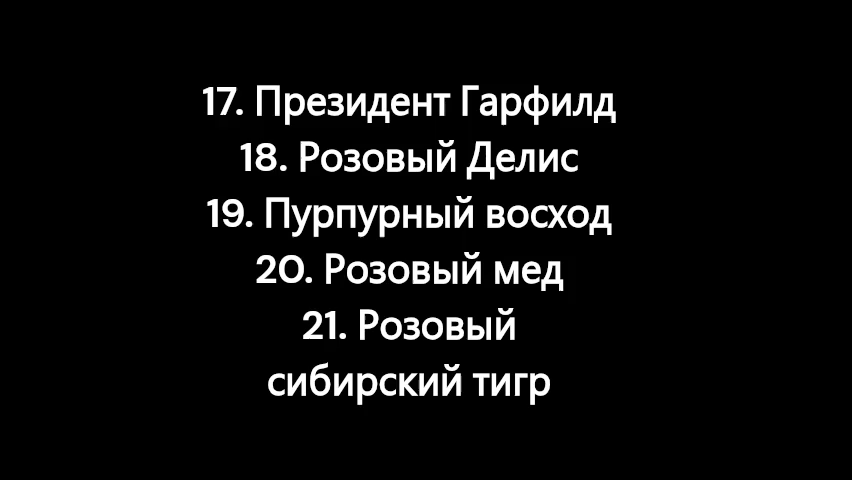 17. Президент Гарфилд
18. Розовый Делис
19. Пурпурный восход
20. Розовый мед
21. Розовый
сибирский тигр